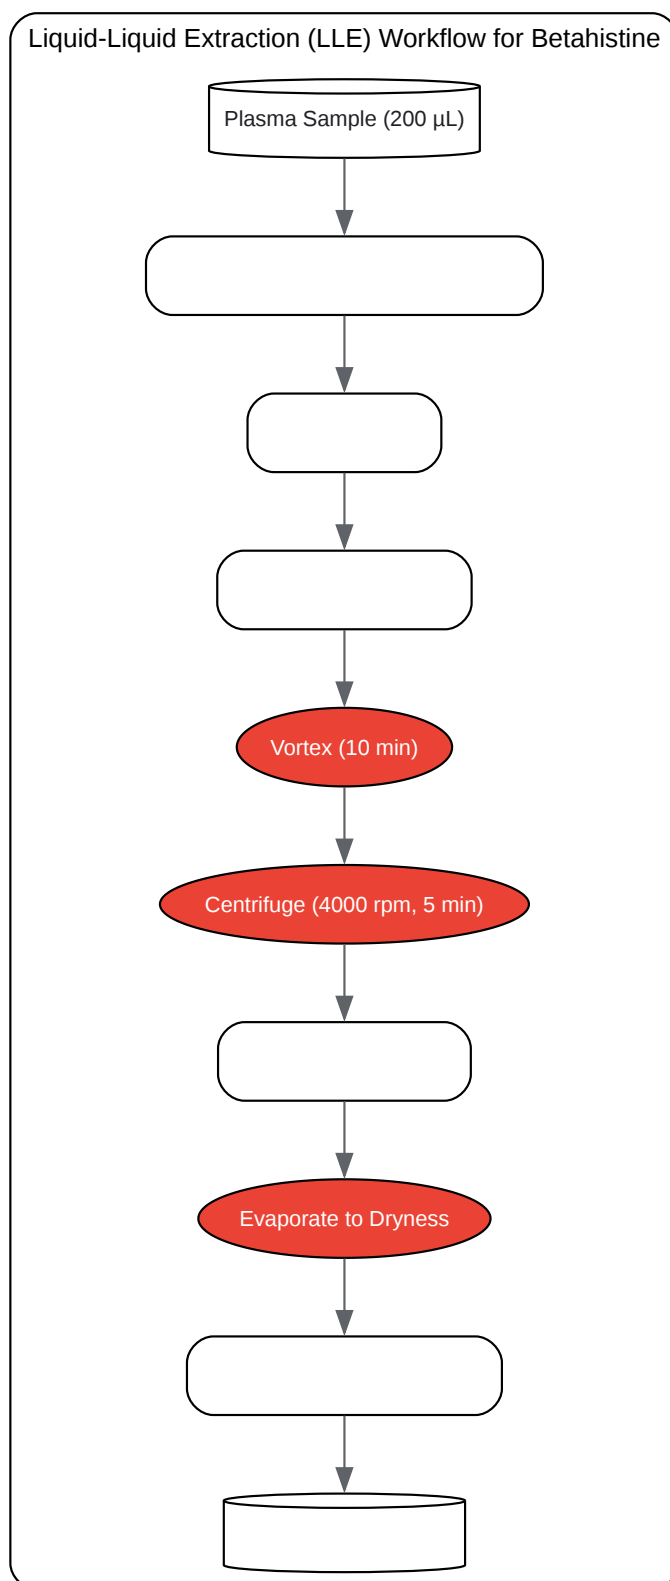 Liquid-Liquid Extraction (LLE) Workflow for Betahistine
Plasma Sample (200 µL)
Vortex (10 min)
Centrifuge (4000 rpm, 5 min)
Evaporate to Dryness